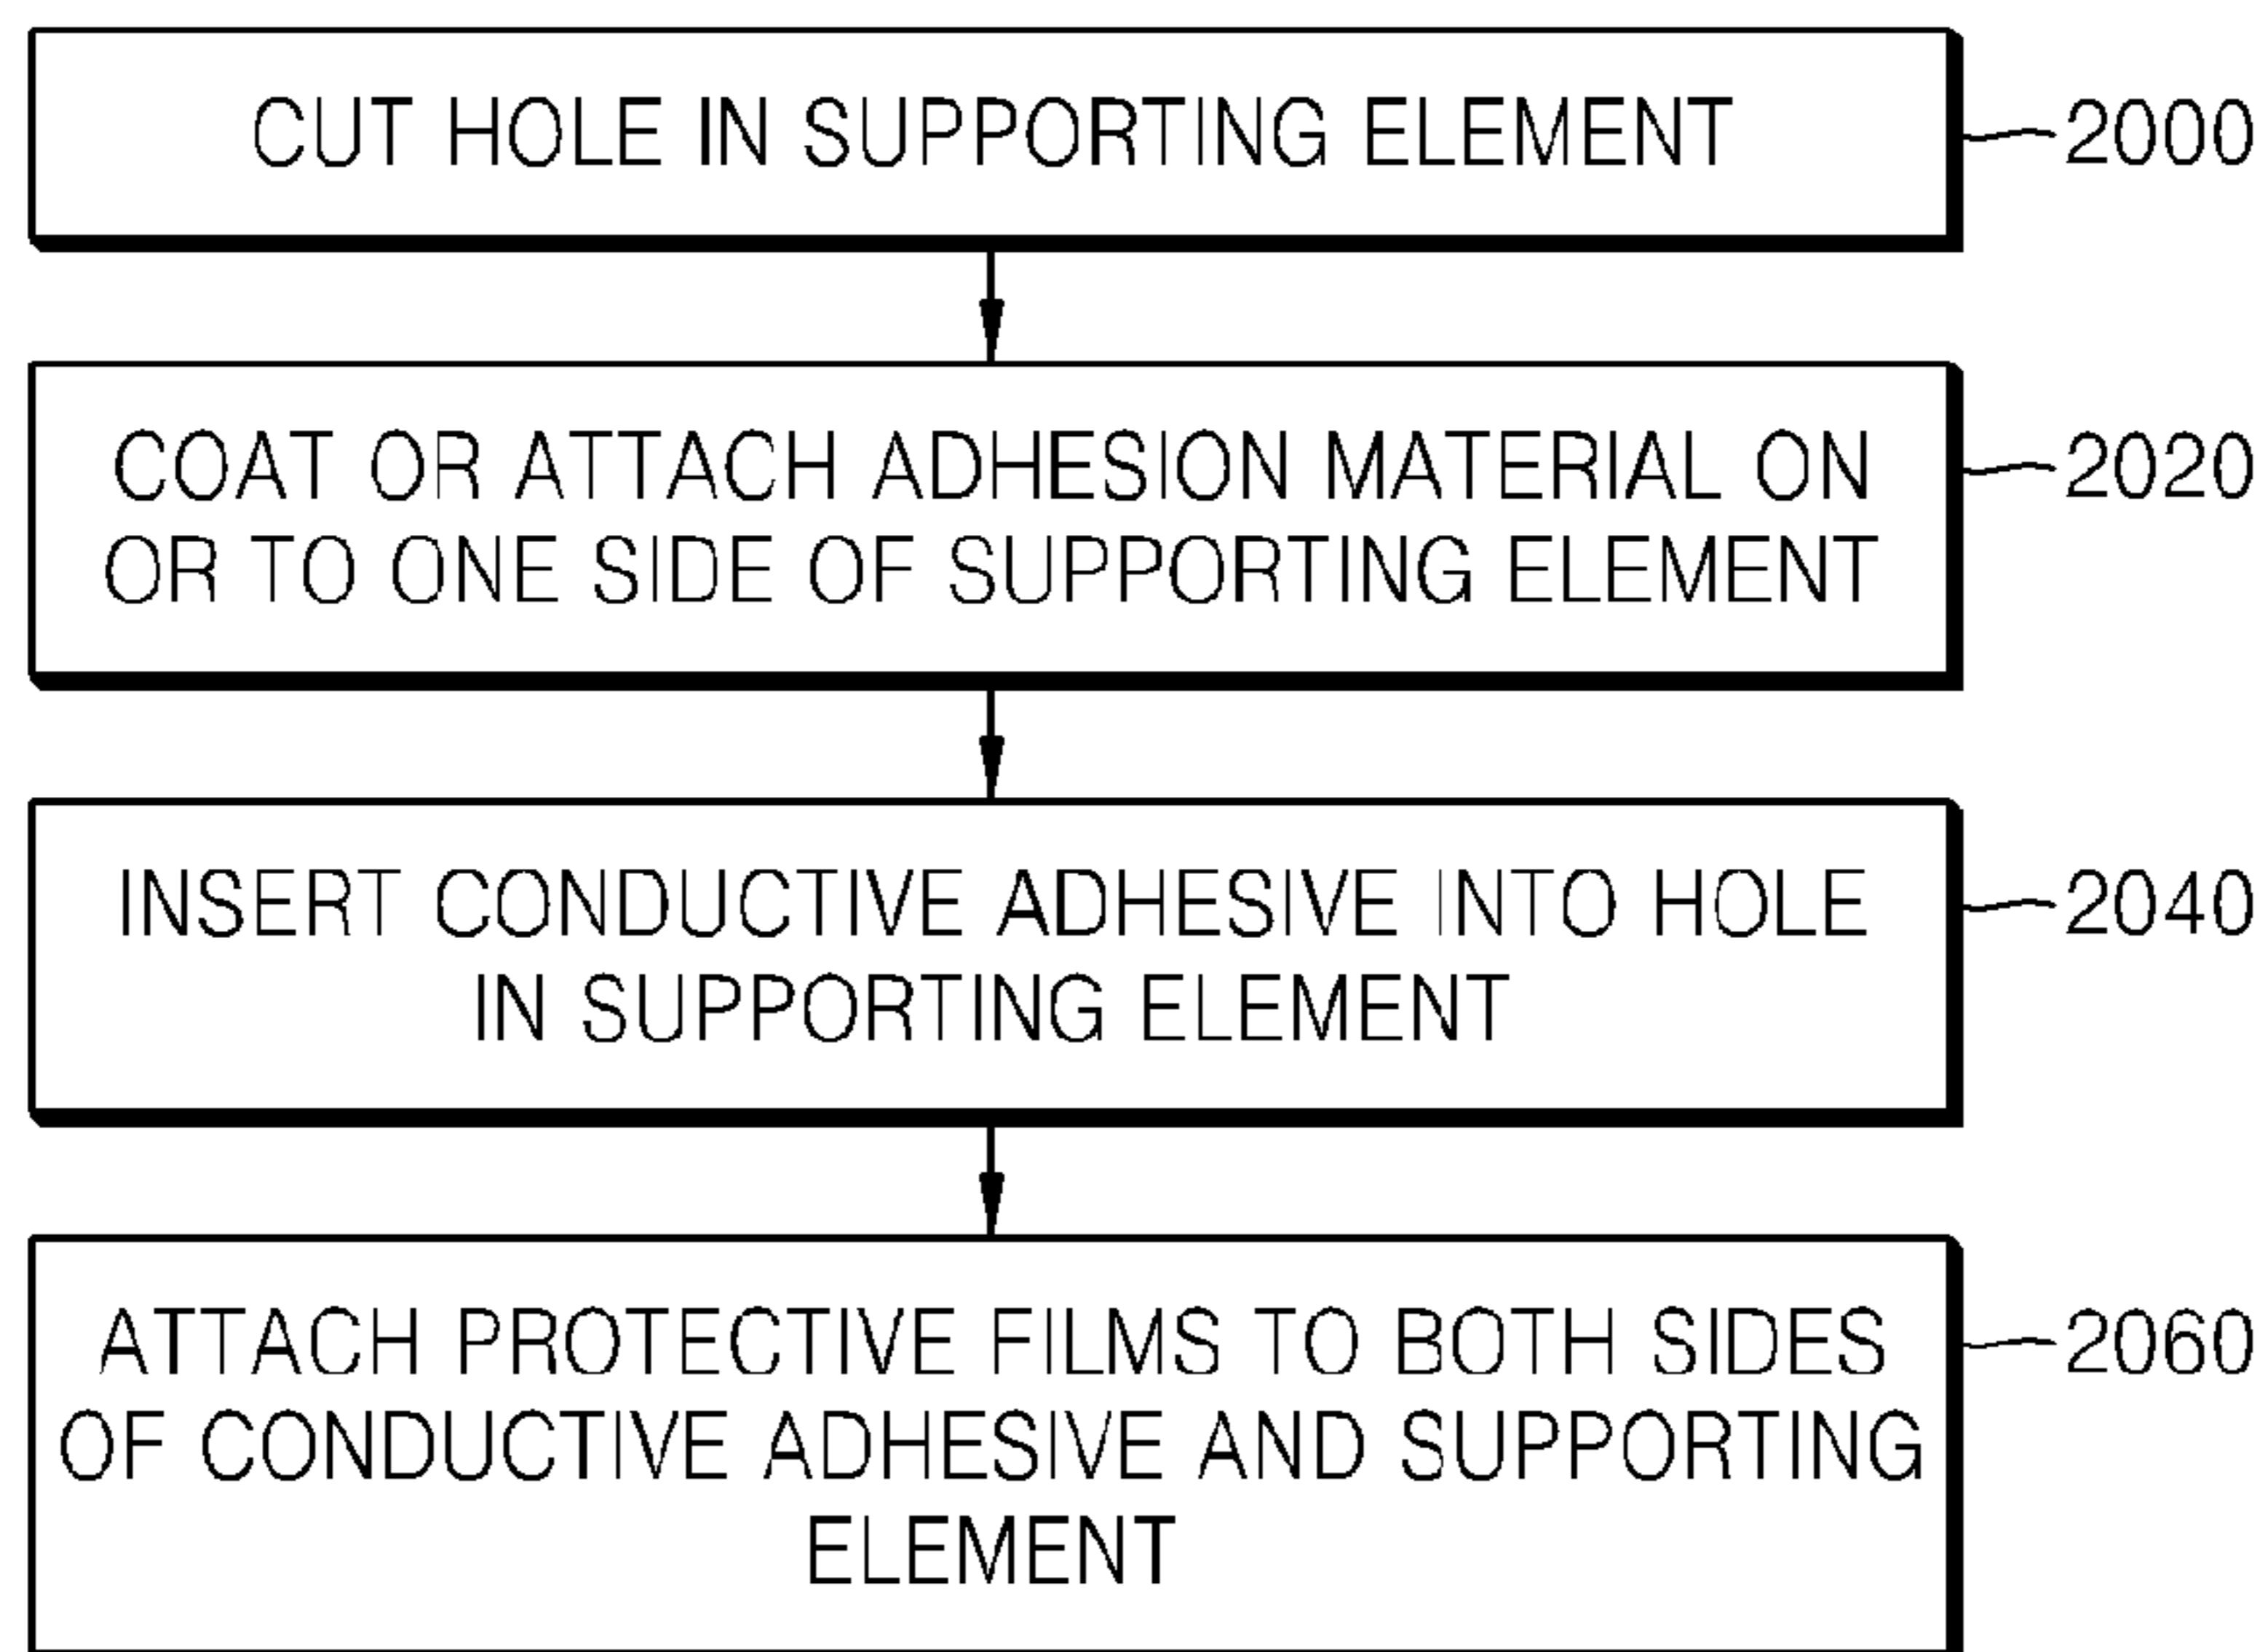 CUT HOLE IN SUPPORTING ELEMENT 2000
COAT OR ATTACH ADHESION MATERIAL ON 2020
OR TO ONE SIDE OF SUPPORTING ELEMENT
INSERT CONDUCTIVE ADHESIVE INTO HOLE 2040
IN SUPPORTING ELEMENT
ATTACH PROTECTIVE FILMS TO BOTH SIDES 2060
OF CONDUCTIVE ADHESIVE AND SUPPORTING
ELEMENT